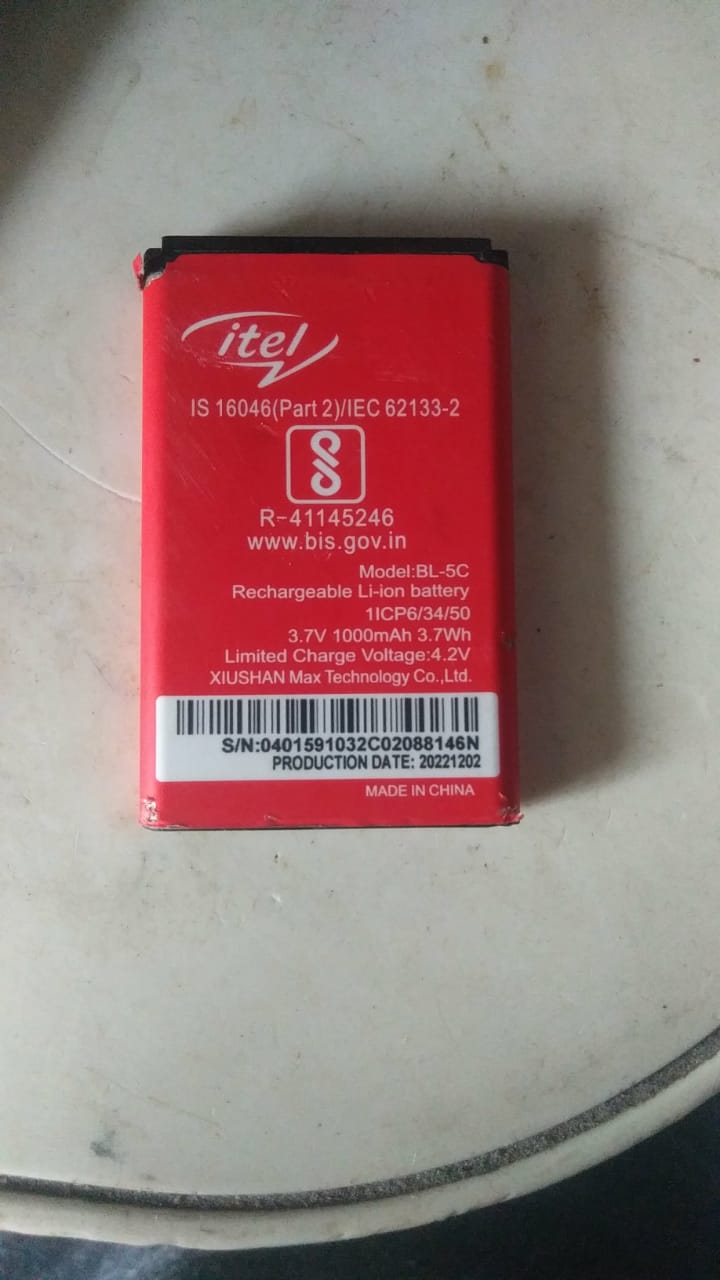 itel
IS 16046(Part 2)/IEC 62133-2
R-41145246
www.bis.gov.in
Model:BL-5C
Rechargeable Li-ion battery
1ICP6/34/50
3.7V 1000mAh 3.7Wh
Limited Charge Voltage:4.2V
XIUSHAN Max Technology Co.,Ltd.
S/N:0401591032C02088146N
PRODUCTION DATE: 20221202
MADE IN CHINA